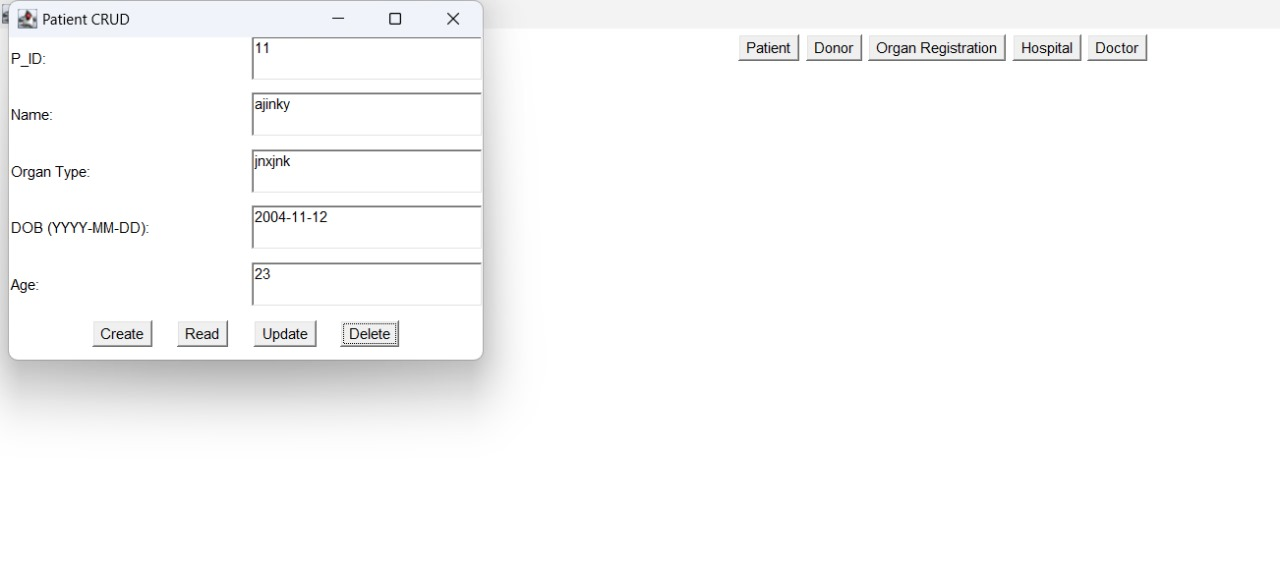 Patient CRUD
P_ID: 11
Name: ajinky
Organ Type: jnxjnk
DOB (YYYY-MM-DD): 2004-11-12
Age: 23
Create Read Update Delete
Patient Donor Organ Registration Hospital Doctor